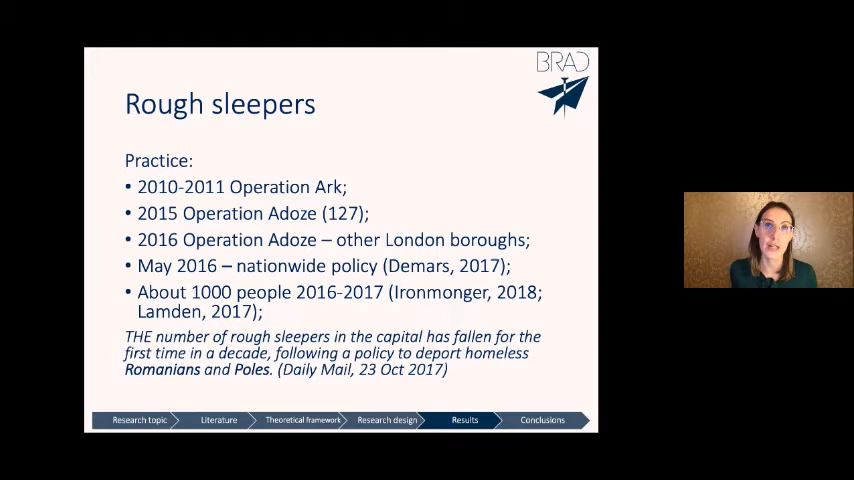 BRAD
Rough sleepers
Practice:
• 2010-2011 Operation Ark;
• 2015 Operation Adoze (127);
• 2016 Operation Adoze – other London boroughs;
• May 2016 – nationwide policy (Demars, 2017);
• About 1000 people 2016-2017 (Ironmonger, 2018;
Lamden, 2017);
THE number of rough sleepers in the capital has fallen for the
first time in a decade, following a policy to deport homeless
Romanians and Poles. (Daily Mail, 23 Oct 2017)
Research topic Literature Theoretical framework Research design Results Conclusions